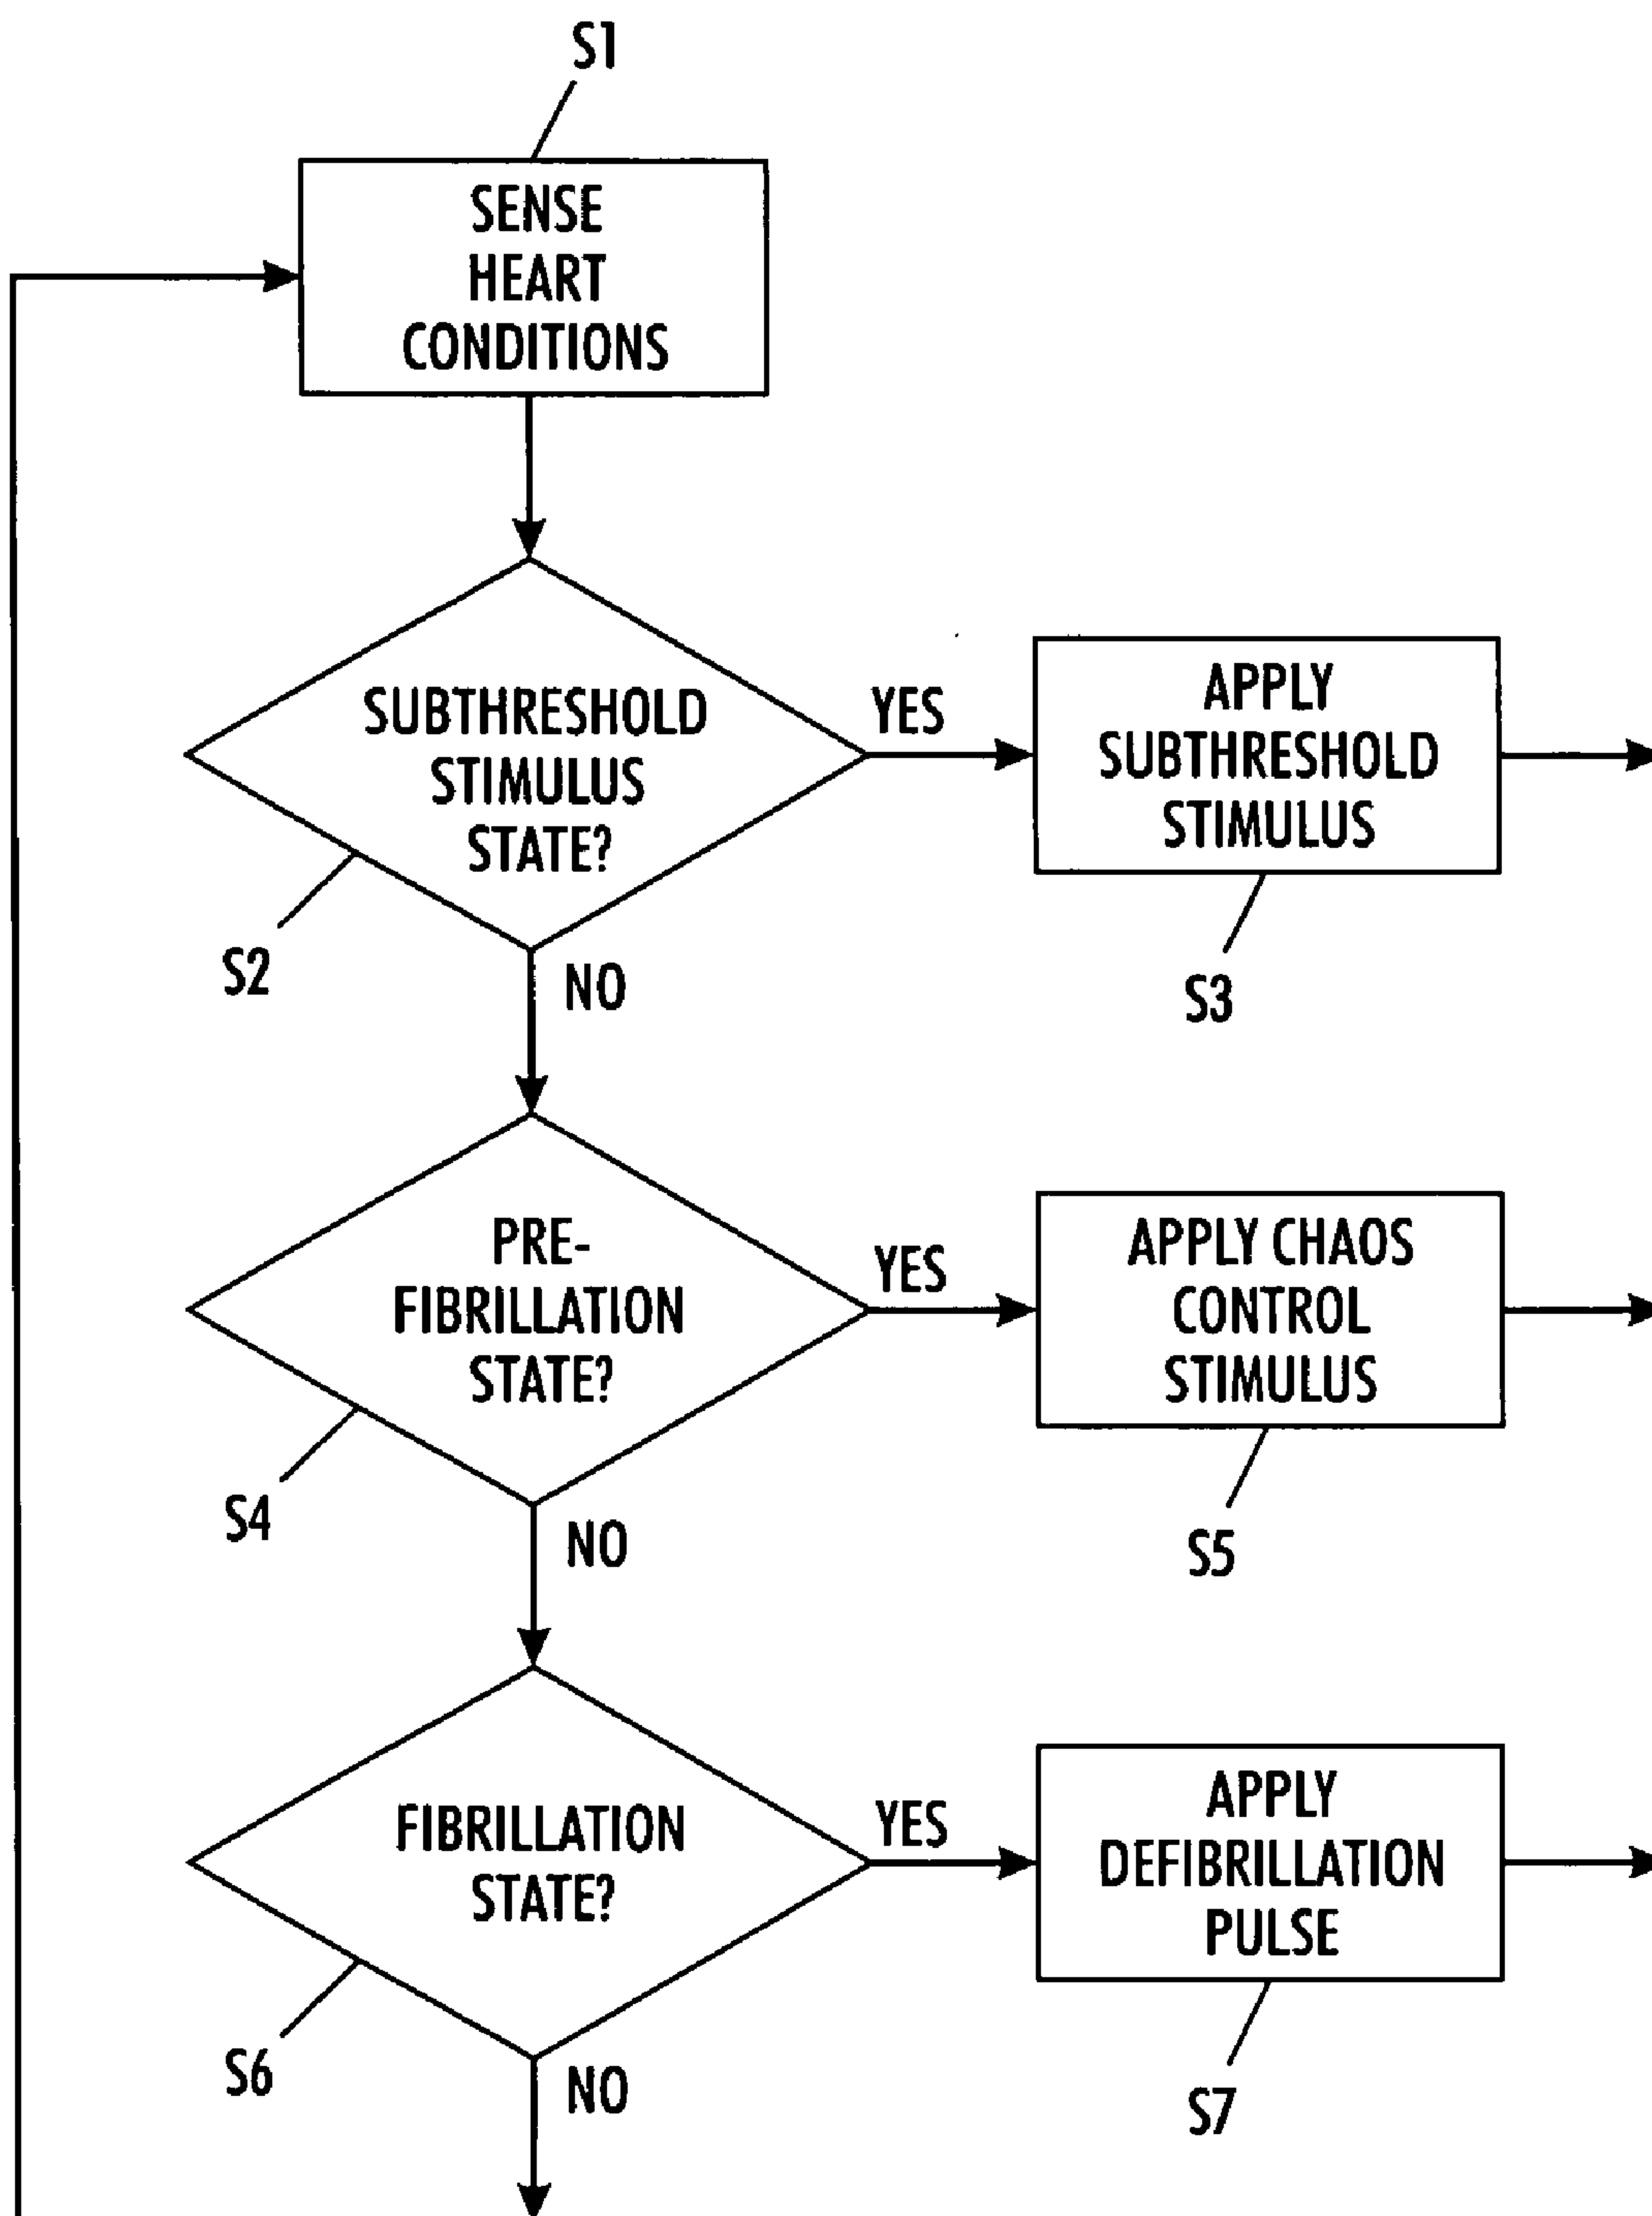 S1
SENSE
HEART
CONDITIONS
SUBTHRESHOLD
STIMULUS
STATE?
YES
APPLY
SUBTHRESHOLD
STIMULUS
S2
NO
S3
PRE-
FIBRILLATION
STATE?
YES
APPLY CHAOS
CONTROL
STIMULUS
S4
NO
S5
FIBRILLATION
STATE?
YES
APPLY
DEFIBRILLATION
PULSE
S6
NO
S7